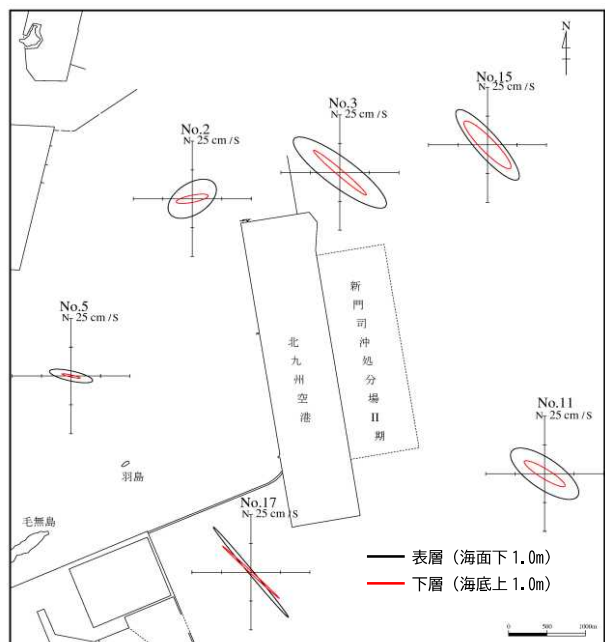 N
No.15
N 25 cm/S
No.3
N 25 cm/S
No.2
N 25 cm/S
No.5
N 25 cm/S
新門司沖処分場Ⅱ期
北九州空港
No.11
N 25 cm/S
羽島
毛無島
No.17
N 25 cm/S
表層（海面下 1.0m）
下層（海底上 1.0m）
0 500 1000m